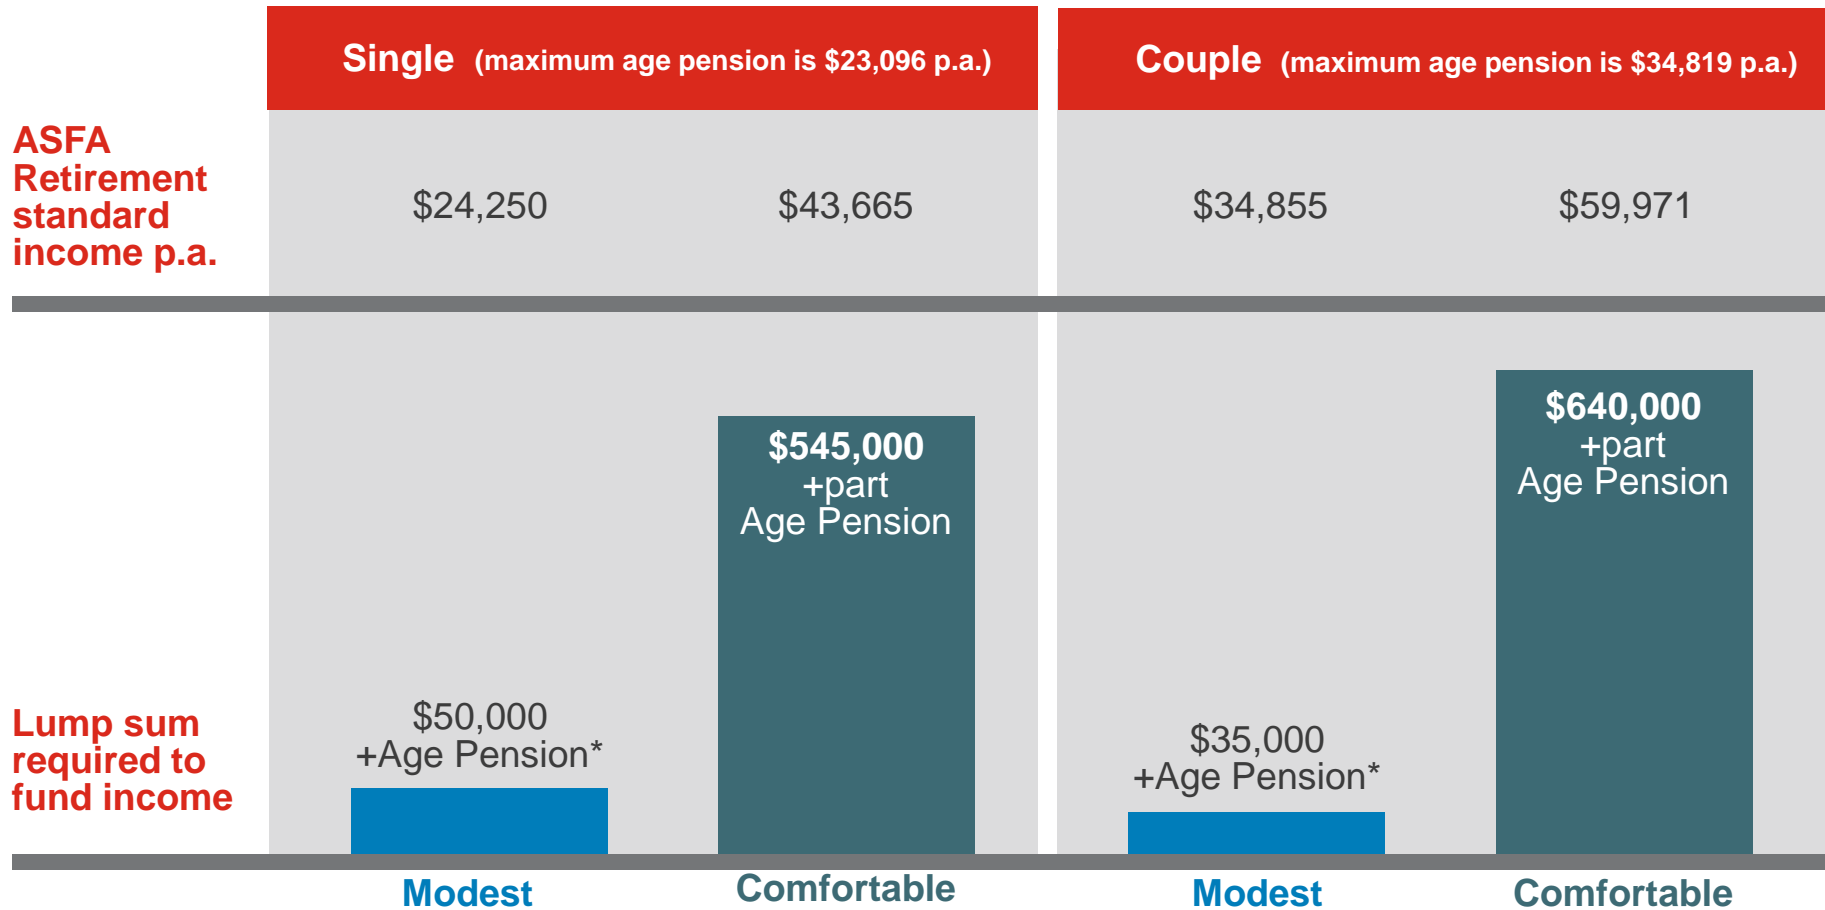 Single (maximum age pension is $23,096 p.a.)
Couple (maximum age pension is $34,819 p.a.)
ASFA
Retirement
standard
income p.a.
$24,250
$43,665
$34,855
$59,971
Lump sum
required to
fund income
$50,000
+Age Pension*
$545,000
+part
Age Pension
$35,000
+Age Pension*
$640,000
+part
Age Pension
Modest
Comfortable
Modest
Comfortable